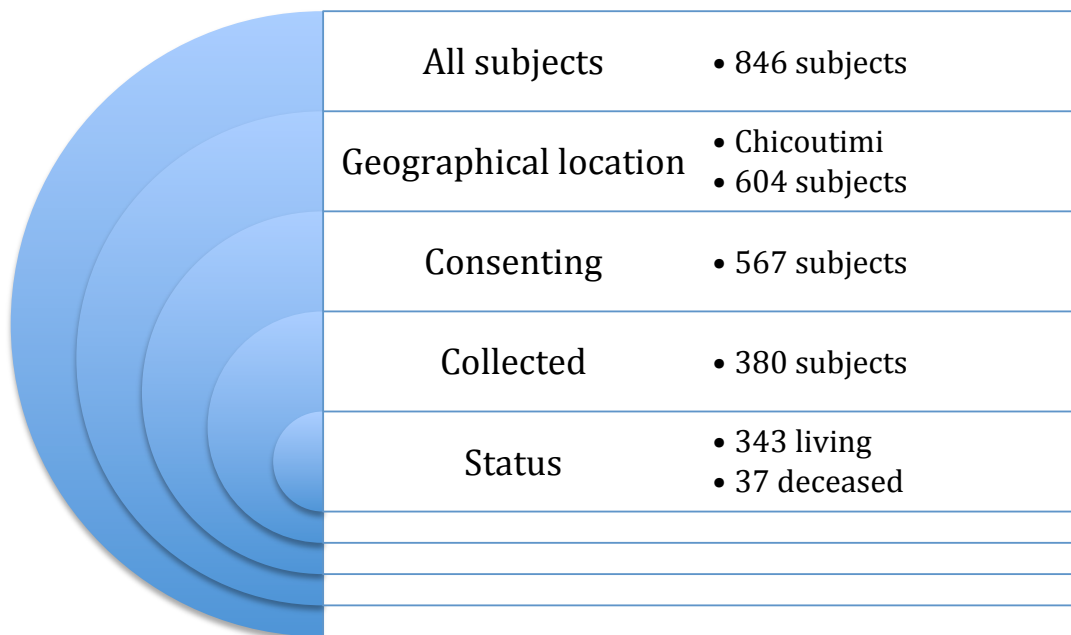 All subjects
• 846 subjects
Geographical location
• Chicoutimi
• 604 subjects
Consenting
• 567 subjects
Collected
• 380 subjects
Status
• 343 living
• 37 deceased